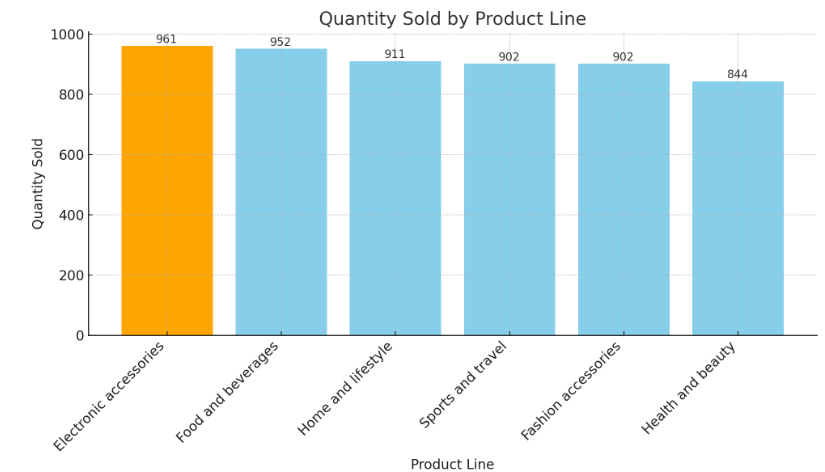 Quantity Sold by Product Line
Quantity Sold
1000
800
600
400
200
0
961
952
911
902
902
844
Electronic accessories
Food and beverages
Home and lifestyle
Sports and travel
Fashion accessories
Health and beauty
Product Line